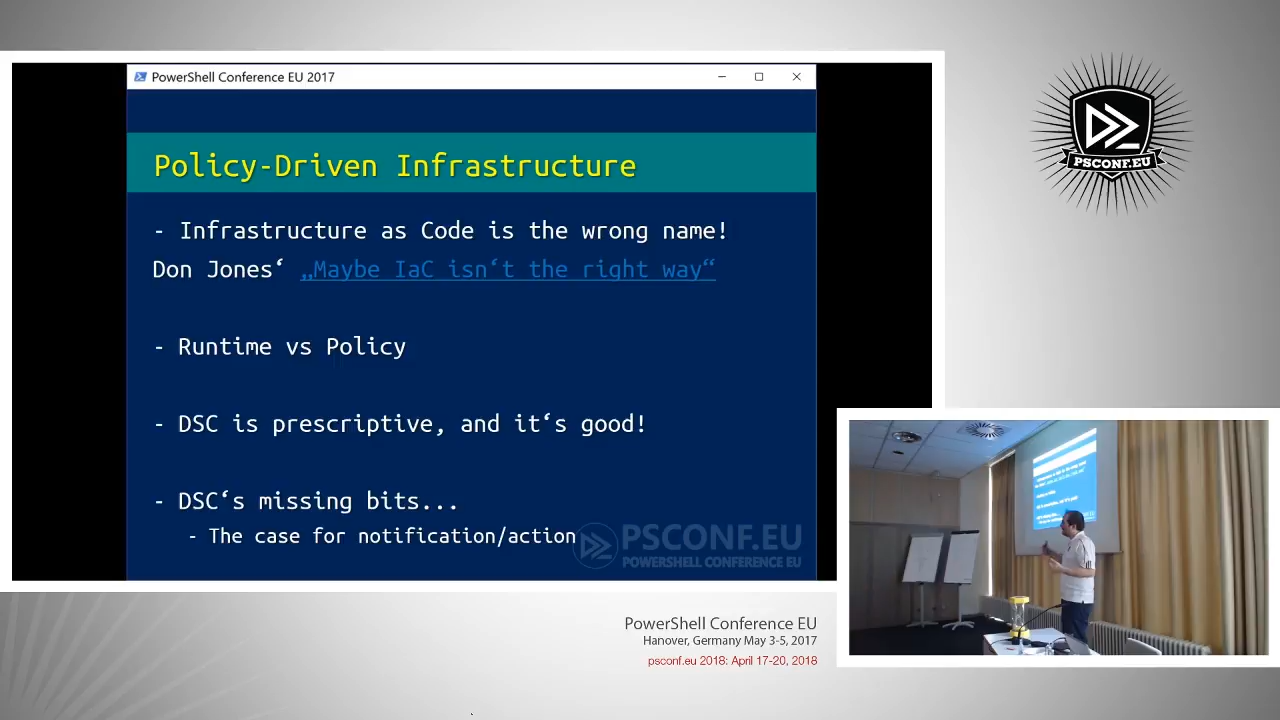 PowerShell Conference EU 2017
Policy-Driven Infrastructure
- Infrastructure as Code is the wrong name!
Don Jones‘ „Maybe IaC isn‘t the right way“
- Runtime vs Policy
- DSC is prescriptive, and it‘s good!
- DSC‘s missing bits...
- The case for notification/action
PSCONF.EU
POWERSHELL CONFERENCE EU
PSCONF.EU
PowerShell Conference EU
Hanover, Germany May 3-5, 2017
psconf.eu 2018: April 17-20, 2018